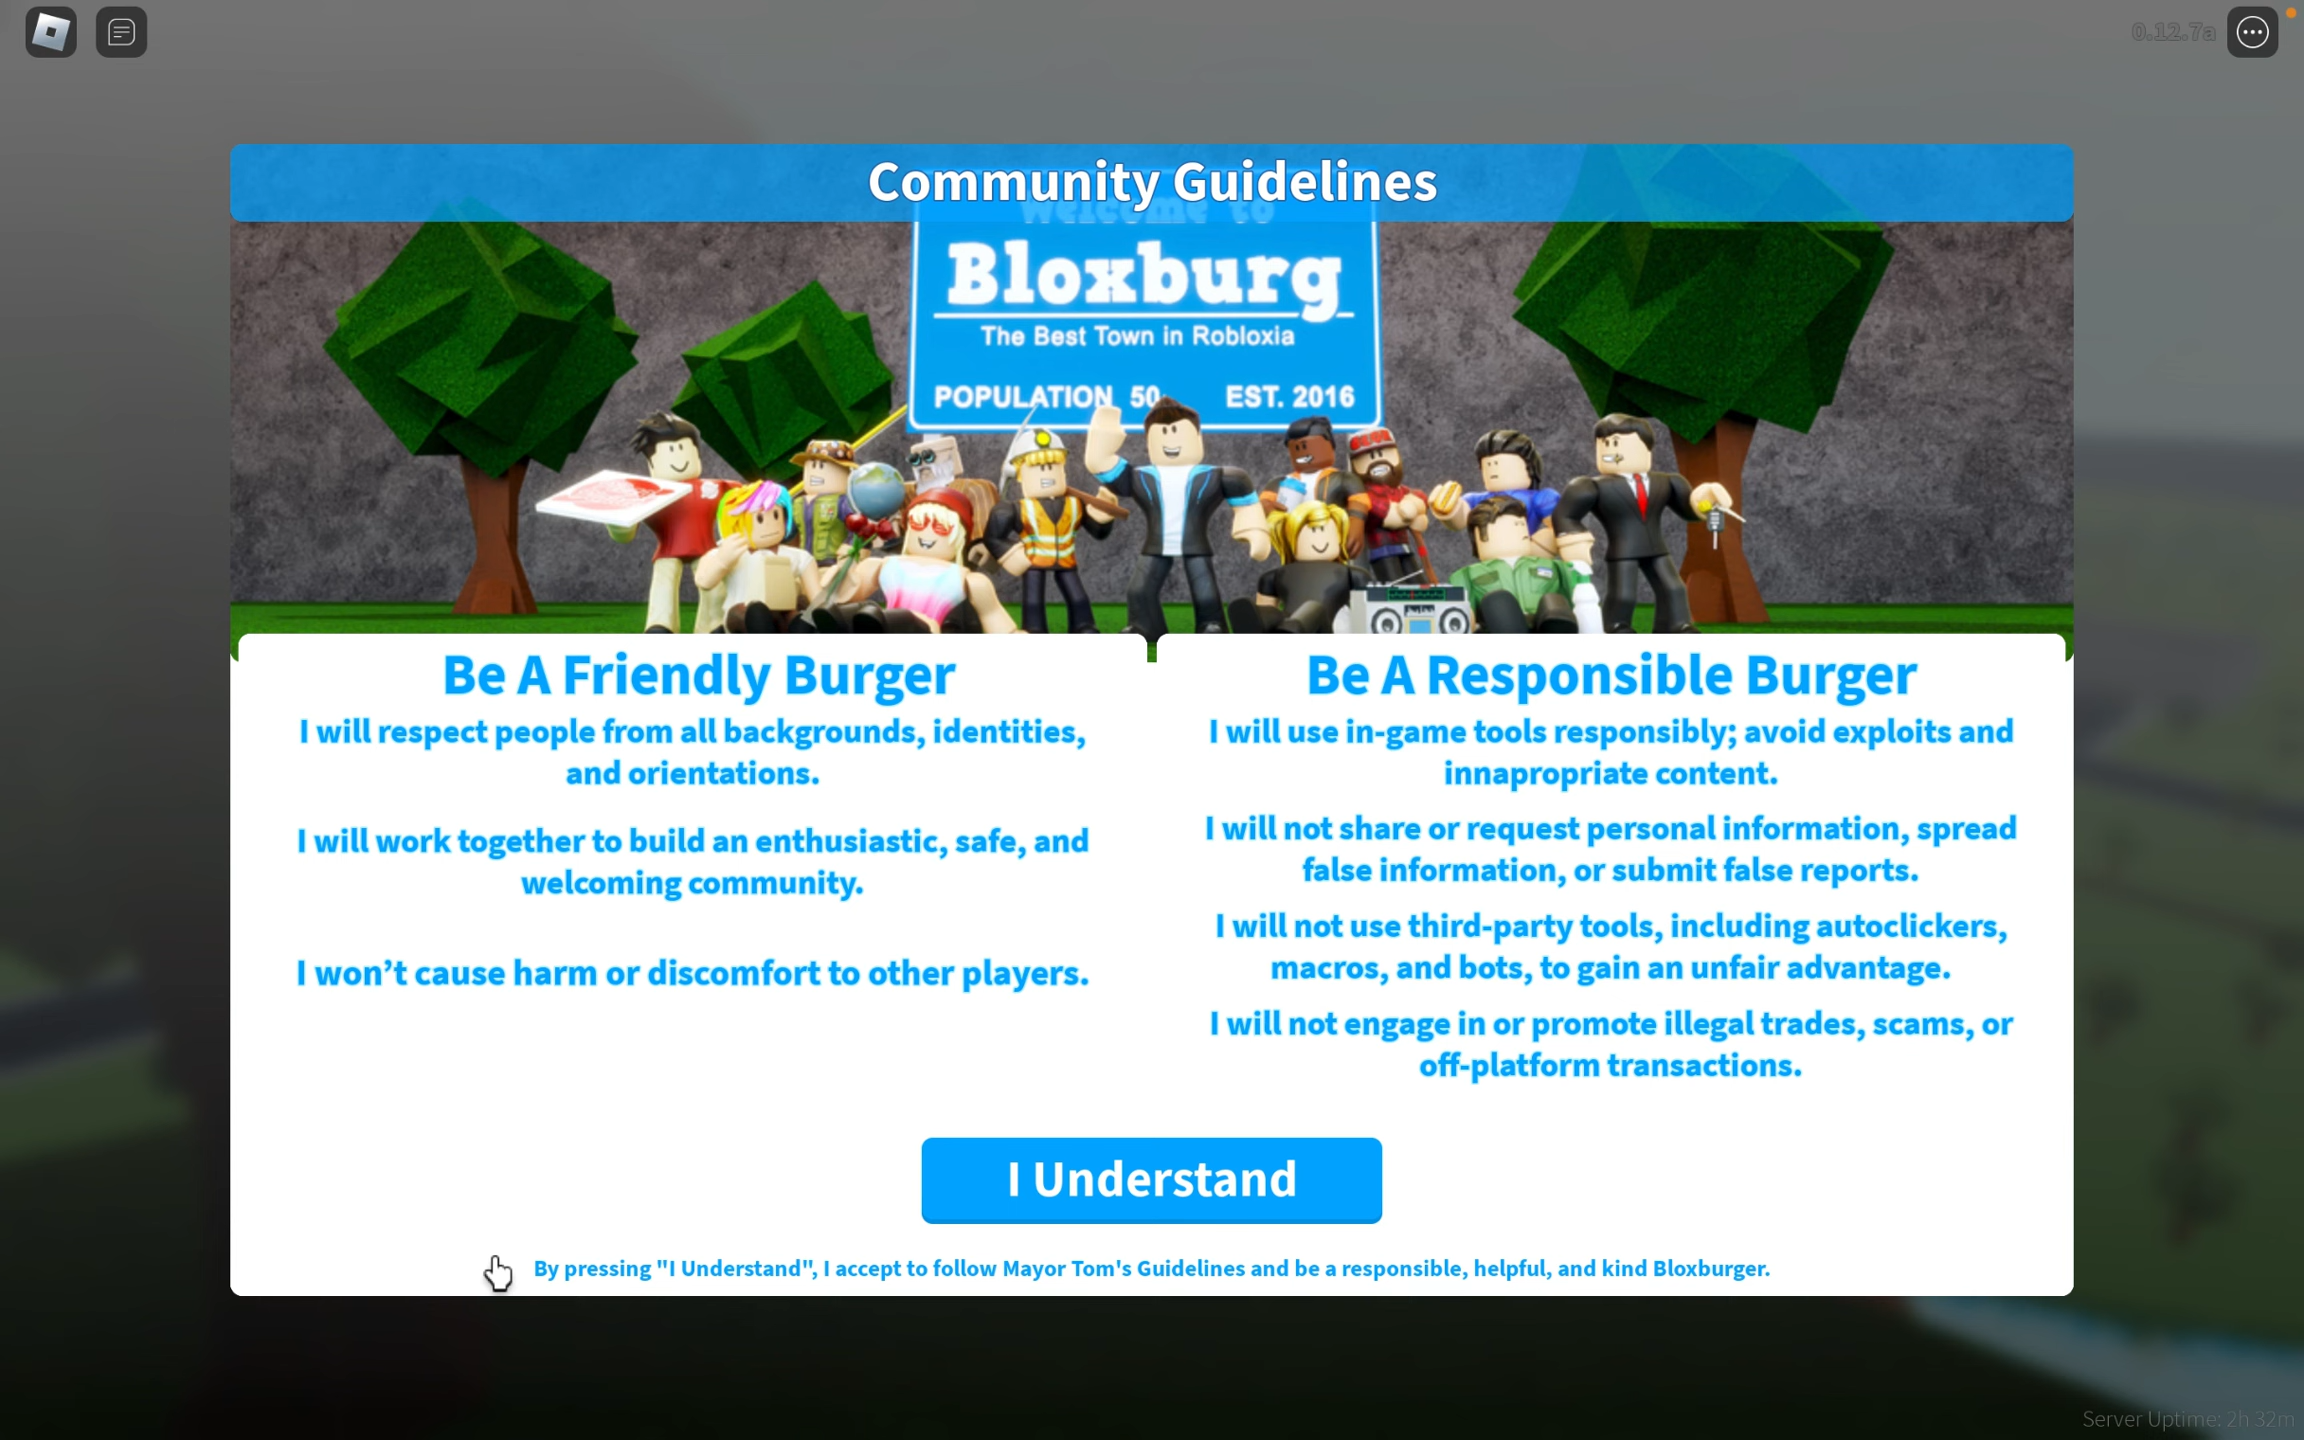 0.12.7a
Community Guidelines
Welcome to
Bloxburg
The Best Town in Robloxia
POPULATION 50 EST. 2016
Be A Friendly Burger
I will respect people from all backgrounds, identities,
and orientations.
I will work together to build an enthusiastic, safe, and
welcoming community.
I won’t cause harm or discomfort to other players.
Be A Responsible Burger
I will use in-game tools responsibly; avoid exploits and
innapropriate content.
I will not share or request personal information, spread
false information, or submit false reports.
I will not use third-party tools, including autoclickers,
macros, and bots, to gain an unfair advantage.
I will not engage in or promote illegal trades, scams, or
off-platform transactions.
I Understand
By pressing "I Understand", I accept to follow Mayor Tom's Guidelines and be a responsible, helpful, and kind Bloxburger.
Server Uptime: 2h 32m